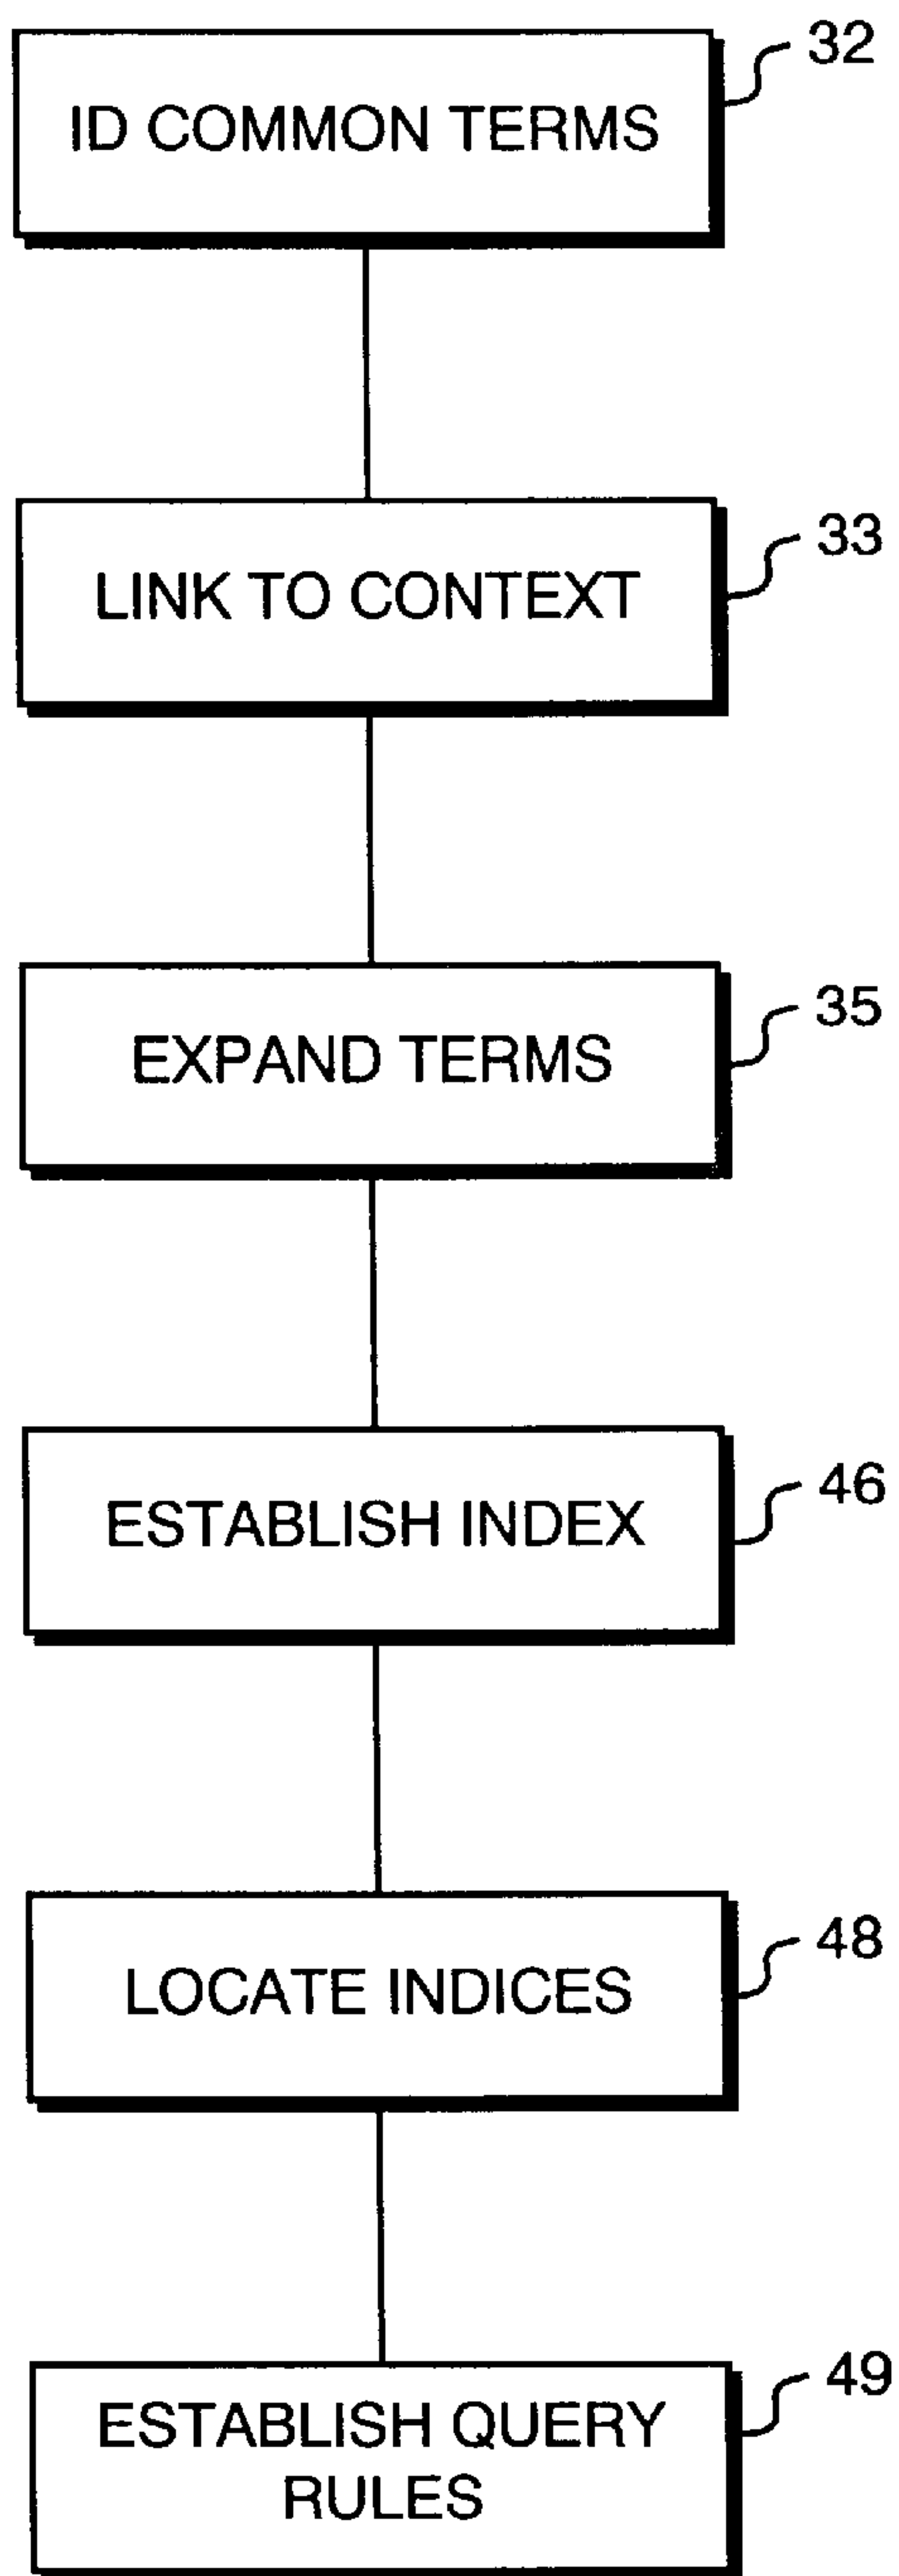 ID COMMON TERMS
32
LINK TO CONTEXT
33
EXPAND TERMS
35
ESTABLISH INDEX
46
LOCATE INDICES
48
ESTABLISH QUERY
RULES
49